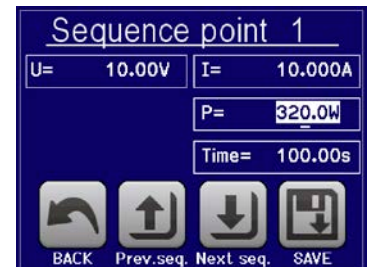 Sequence point 1
U= 10.00V I= 10.000A
P= 320.0W
Time= 100.00s
BACK Prev.seq. Next seq. SAVE